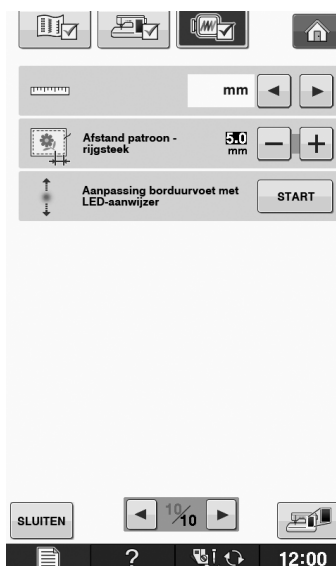 mm
Afstand patroon -
rijgsteek
5.0
mm
Aanpassing borduurvoet met
LED-aanwijzer
START
SLUITEN
10/10
?
12:00